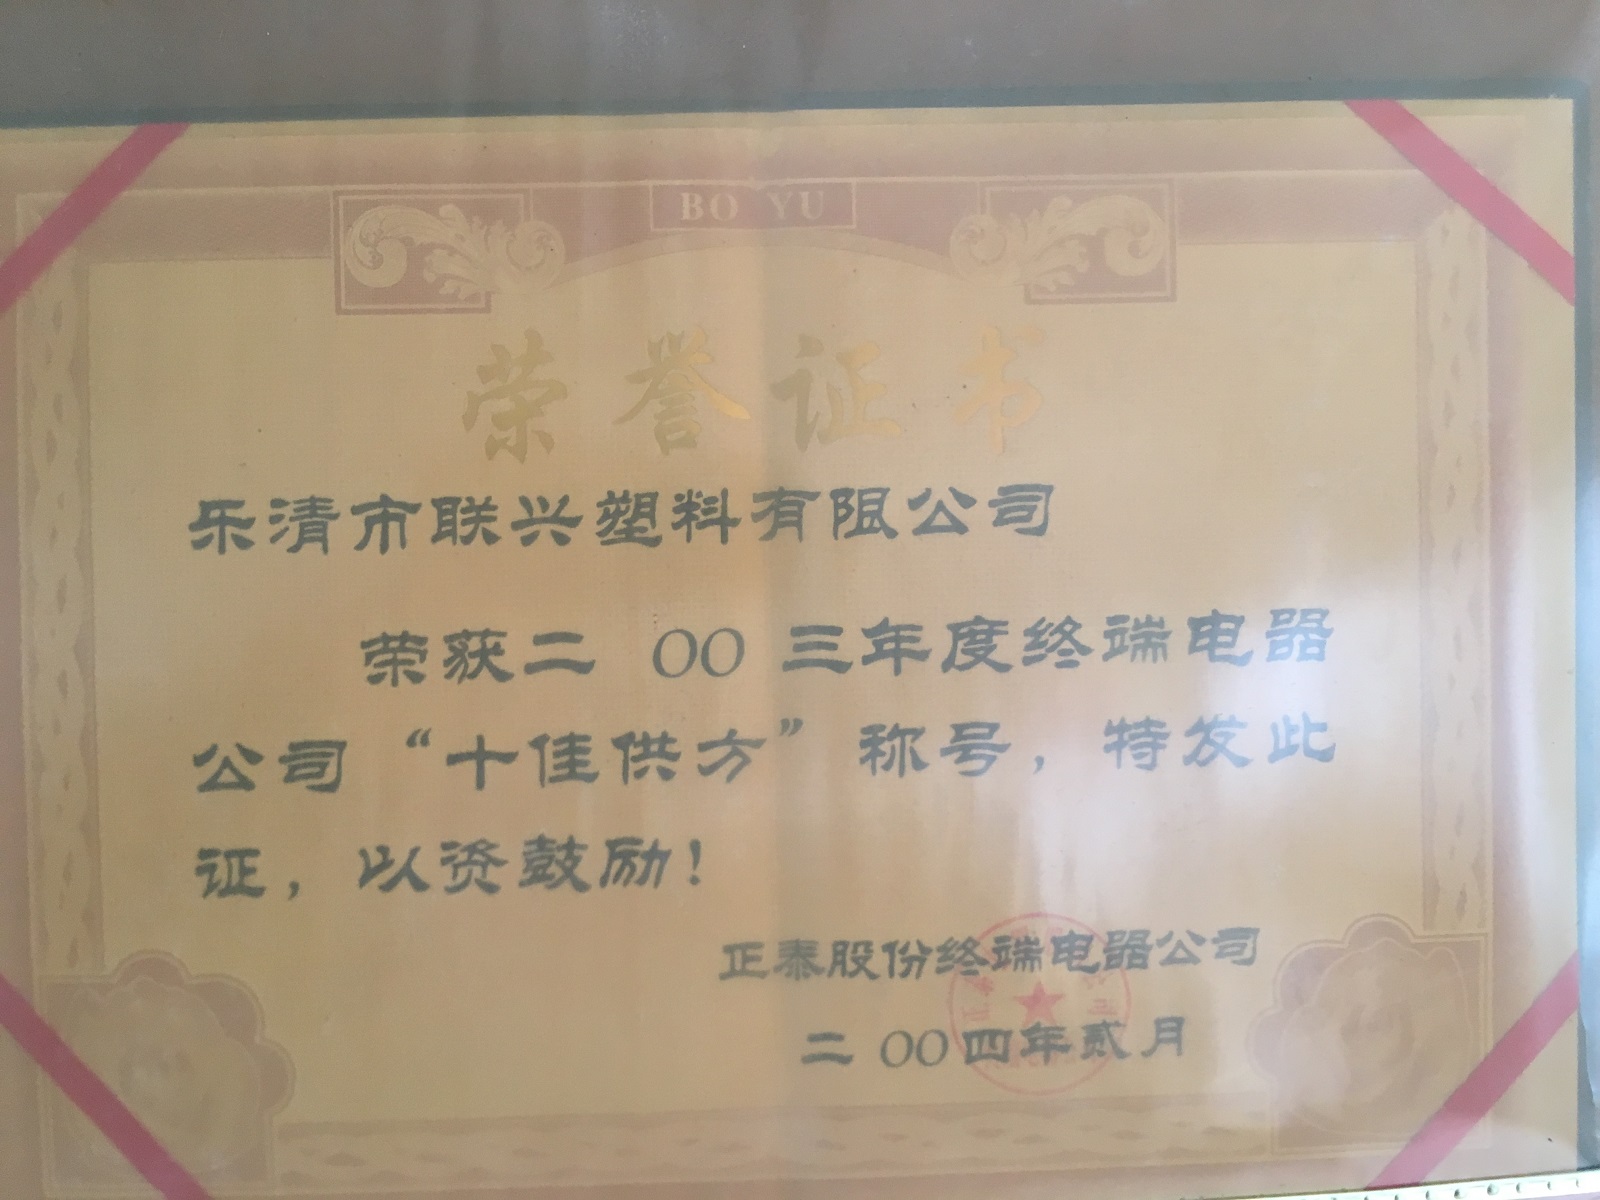 BO YU
荣誉证书
乐清市联兴塑料有限公司
荣获二 OO 三年度终端电器
公司“十佳供方”称号，特发此
证，以资鼓励！
正泰股份终端电器公司
二 OO 四年贰月